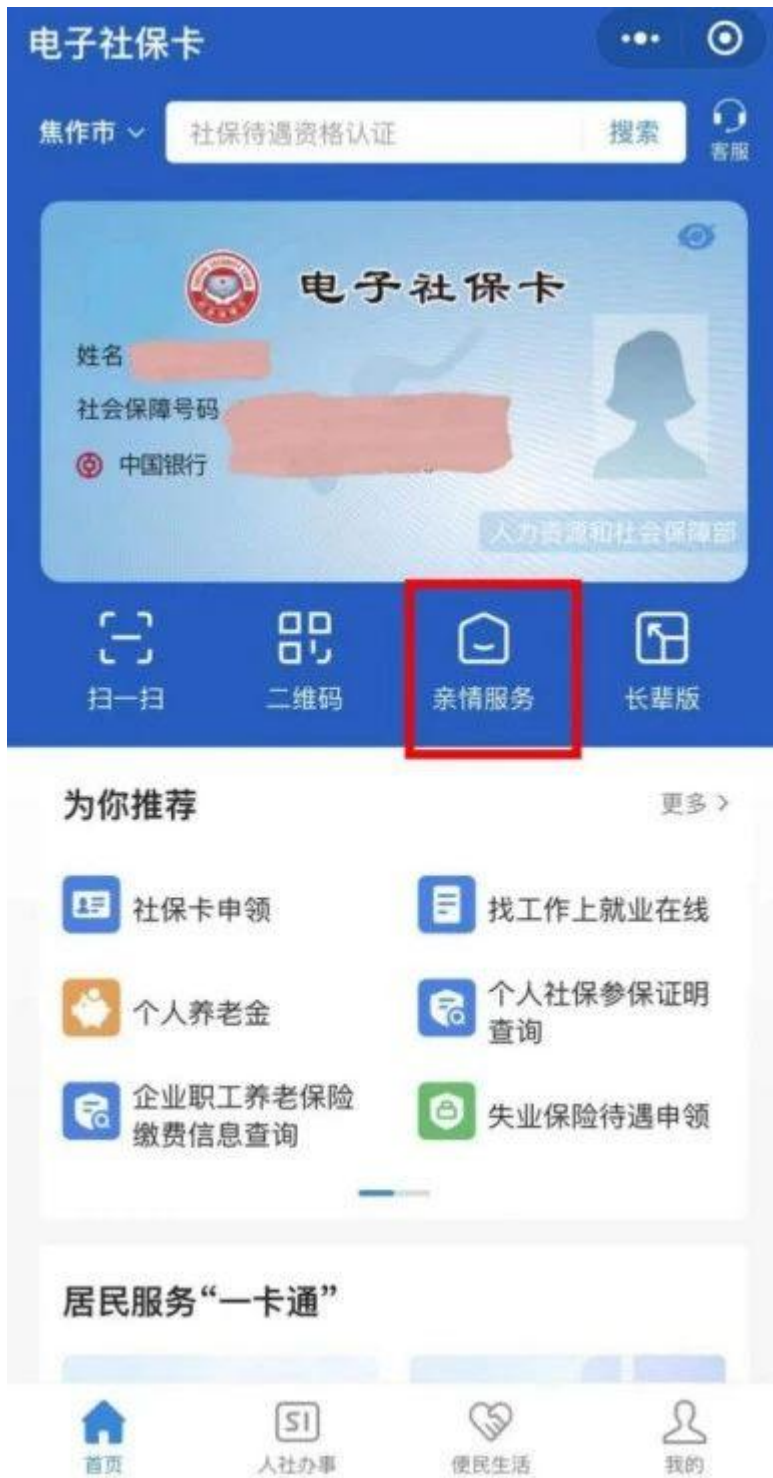 电子社保卡
焦作市
社保待遇资格认证
搜索
客服
电子社保卡
姓名
社会保障号码
中国银行
人力资源和社会保障部
扫一扫
二维码
亲情服务
长辈版
为你推荐
更多
社保卡申领
找工作上就业在线
个人养老金
个人社保参保证明
查询
企业职工养老保险
缴费信息查询
失业保险待遇申领
居民服务“一卡通”
SI
首页
人社办事
便民生活
我的